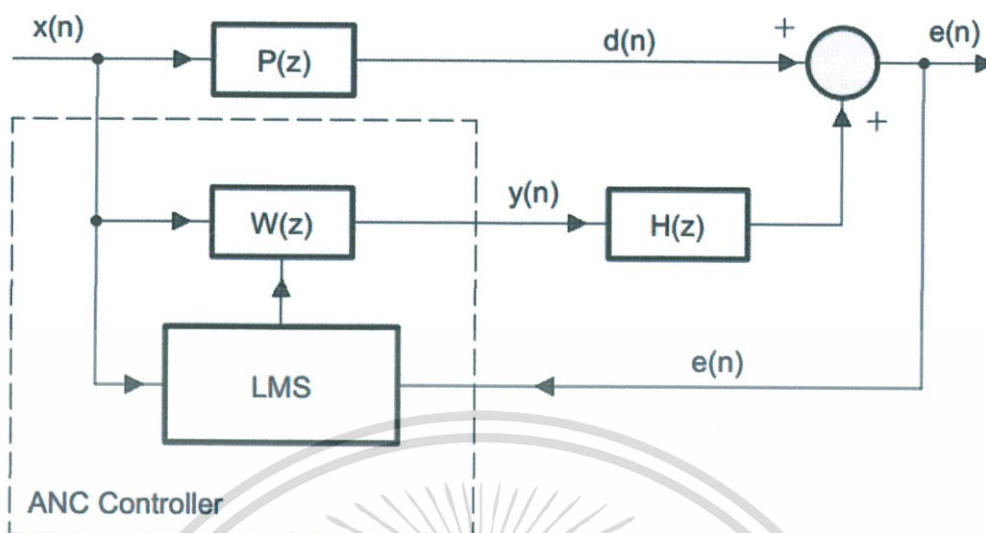 x(n)
P(z)
d(n)
+
e(n)
+
W(z)
y(n)
H(z)
LMS
e(n)
ANC Controller